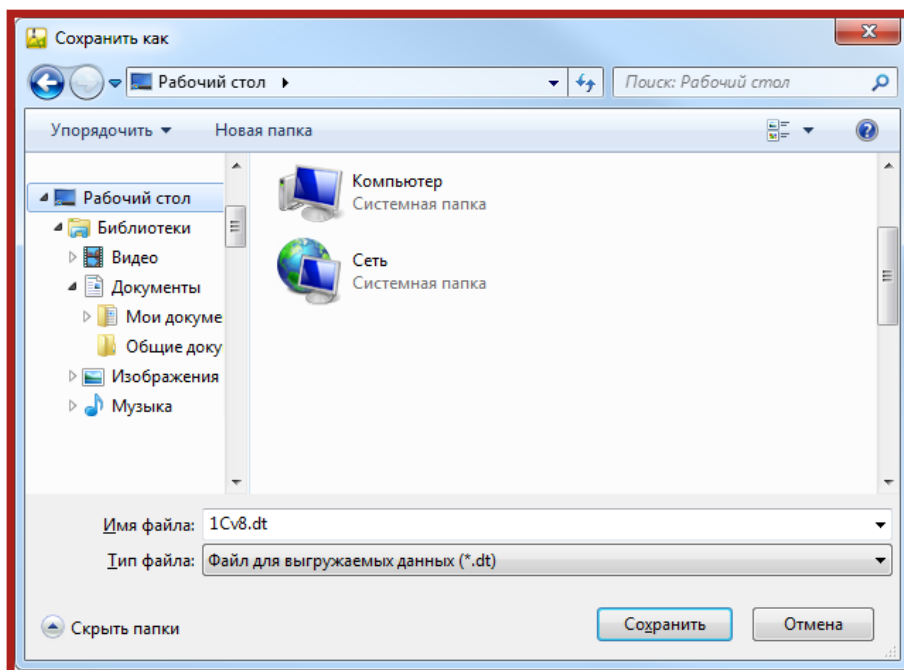 Сохранить как
Рабочий стол
Поиск: Рабочий стол
Упорядочить
Новая папка
Рабочий стол
Библиотеки
Видео
Документы
Мои докуме
Общие доку
Изображения
Музыка
Компьютер
Системная папка
Сеть
Системная папка
Имя файла: 1Cv8.dt
Тип файла: Файл для выгружаемых данных (*.dt)
Скрыть папки
Сохранить
Отмена